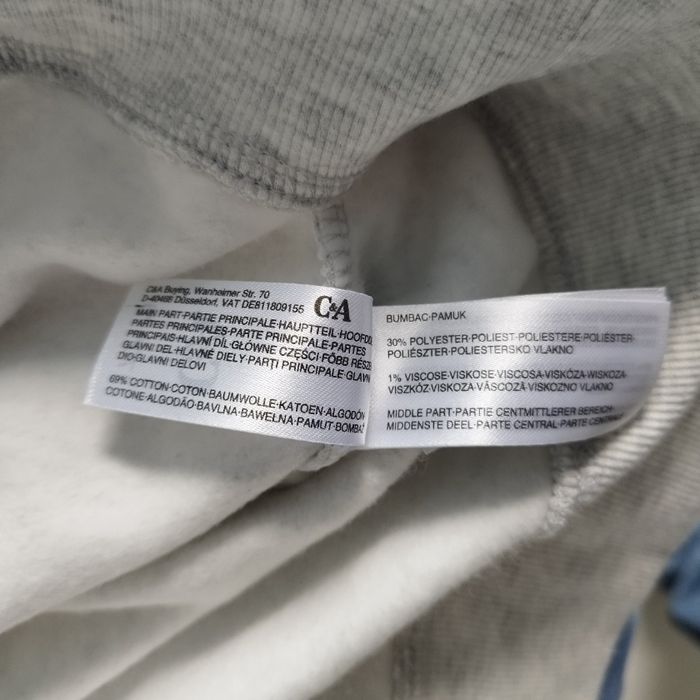 C&A Buying, Wanheimer Str. 70
D-40468 Düsseldorf, VAT DE811809155
C&A
MAIN PART·PARTIE PRINCIPALE·HAUPTTEIL·HOOFDD
PARTES PRINCIPALES·PARTE PRINCIPALE·PARTES
PRINCIPAIS·HLAVNÍ DÍL·GŁÓWNE CZĘŚCI·FŐBB RÉSZE
GLAVNI DEL·HLAVNÉ DIELY·PARȚI PRINCIPALE·GLAVN
DIO·GLAVNI DELOVI
69% COTTON·COTON·BAUMWOLLE·KATOEN·ALGODÓN
COTONE·ALGODÃO·BAVLNA·BAWEŁNA·PAMUT·BOMBAŽ
BUMBAC·PAMUK
30% POLYESTER·POLIEST·POLIESTERE·POLIÉSTER·
POLIÉSZTER·POLIESTERSKO VLAKNO
1% VISCOSE·VISKOSE·VISCOSA·VISKÓZA·WISKOZA·
VISZKÓZ·VISKOZA·VÂSCOZĂ·VISKOZNO VLAKNO
MIDDLE PART·PARTIE CENTMITTLERER BEREICH·
MIDDENSTE DEEL·PARTE CENTRAL·PARTE CENTRALE